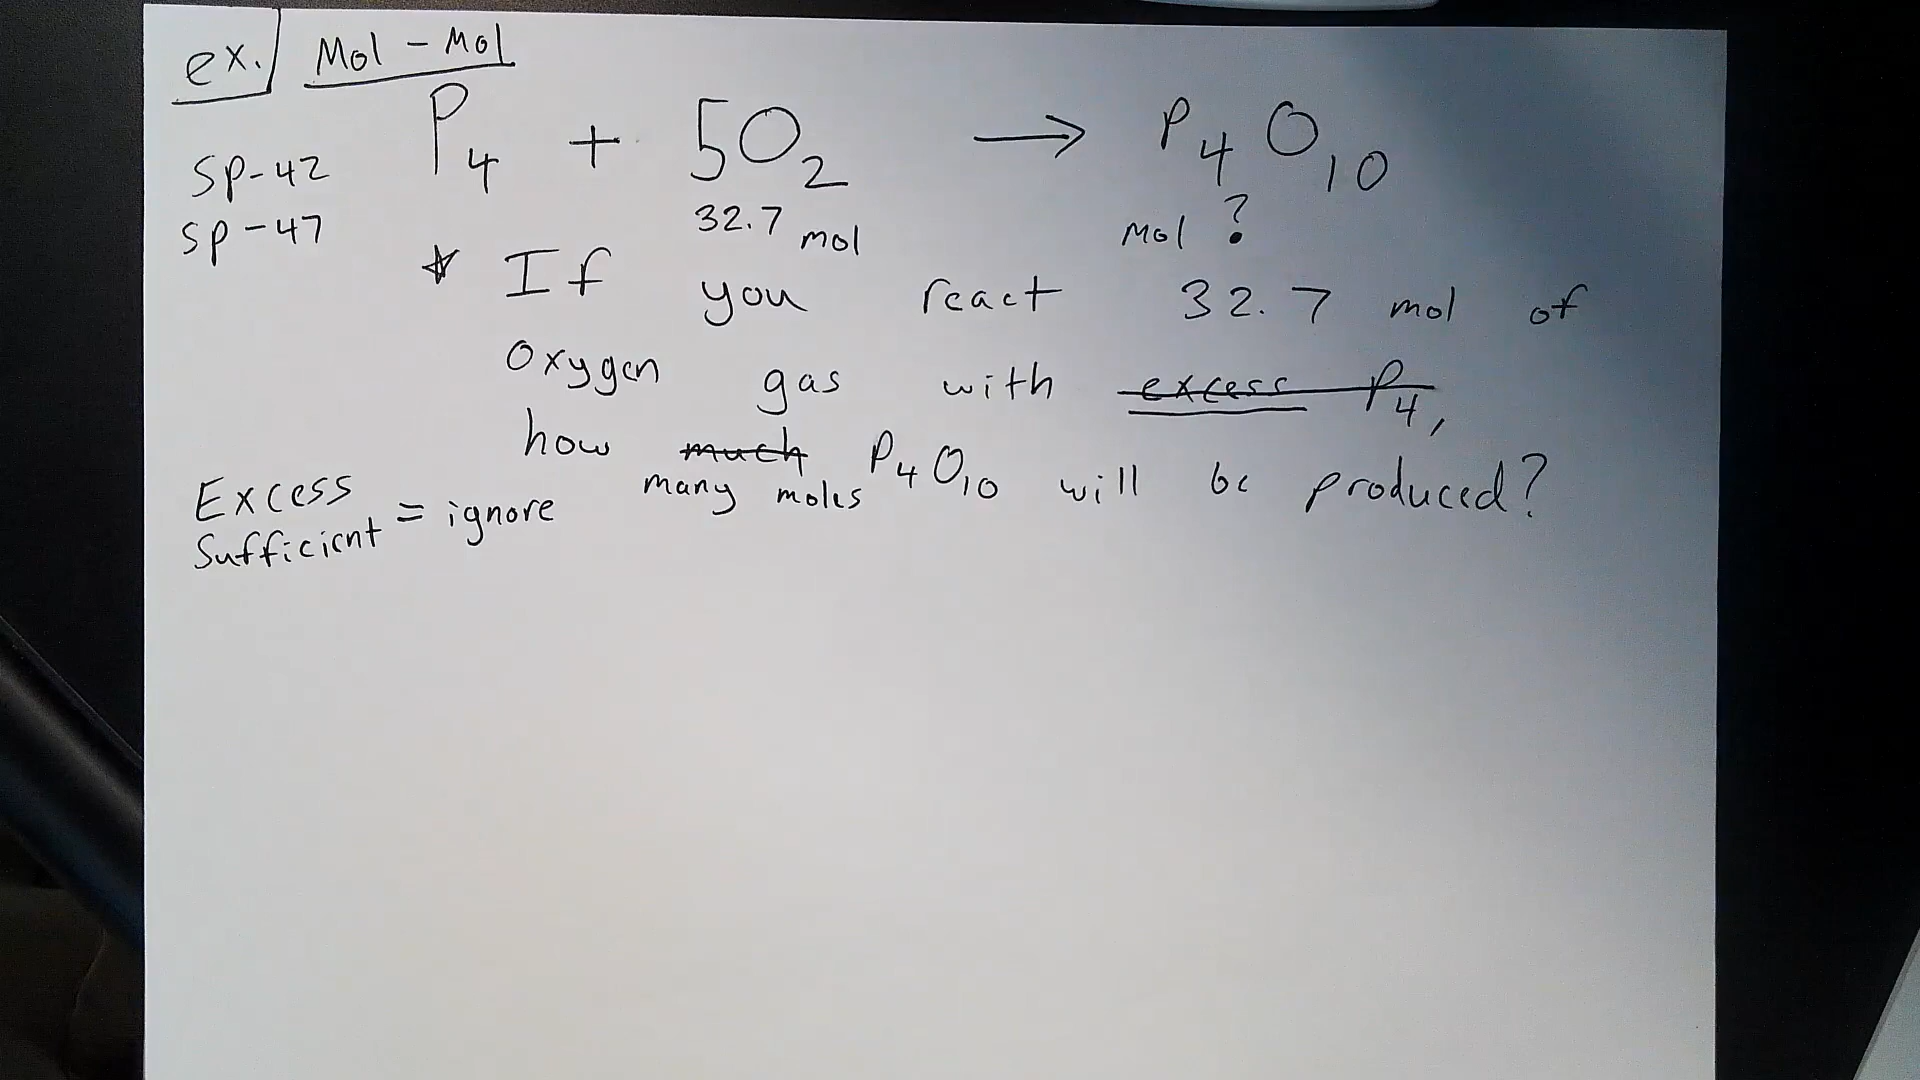 ex. Mol - Mol
P4 + 5O2 → P4O10
sp-42
sp-47
32.7 mol
Mol ?
* If you react 32.7 mol of
oxygen gas with excess P4,
how much P4O10 will be produced?
many moles
Excess
Sufficient = ignore